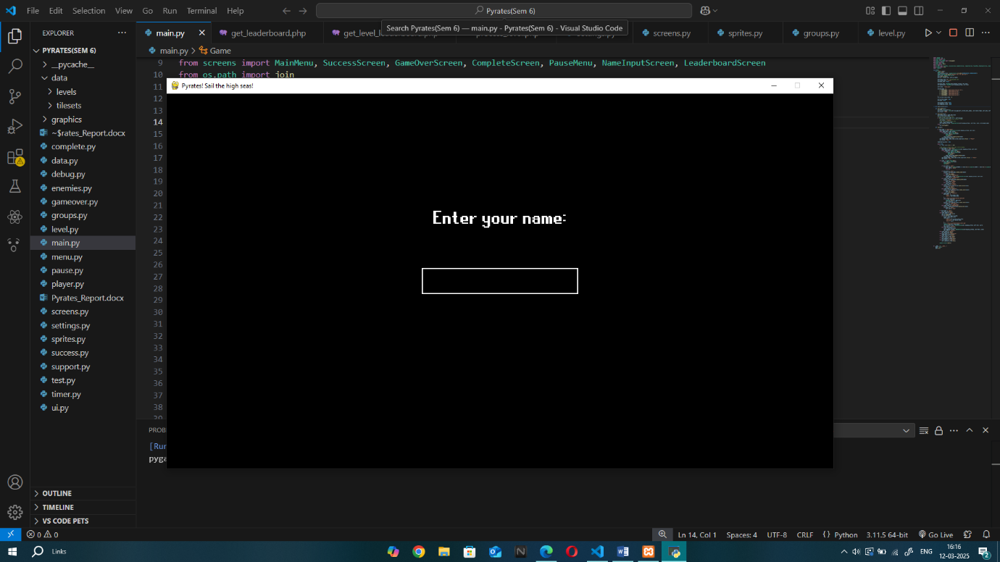 File Edit Selection View Go Run Terminal Help
Pyrates(Sem 6)
EXPLORER
main.py
get_leaderboard.php
Search Pyrates(Sem 6) — main.py - Pyrates(Sem 6) - Visual Studio Code
screens.py
sprites.py
groups.py
level.py
PYRATES(SEM 6)
main.py > Game
__pycache__
data
levels
tilesets
graphics
~$rates_Report.docx
complete.py
data.py
debug.py
enemies.py
gameover.py
groups.py
level.py
main.py
menu.py
pause.py
player.py
Pyrates_Report.docx
screens.py
settings.py
sprites.py
success.py
support.py
test.py
timer.py
ui.py
OUTLINE
TIMELINE
VS CODE PETS
9 from screens import MainMenu, SuccessScreen, GameOverScreen, CompleteScreen, PauseMenu, NameInputScreen, LeaderboardScreen
10 from os.path import join
11
12
13
14
15
16
17
18
19
20
21
22
23
24
25
26
27
28
29
30
31
32
33
34
35
36
37
38
39
Pyrates! Sail the high seas!
Enter your name:
PROB
[Run
pyga
0 0
Ln 14, Col 1 Spaces: 4 UTF-8 CRLF Python 3.11.5 64-bit Go Live
Links
ENG
16:16
12-03-2025
2